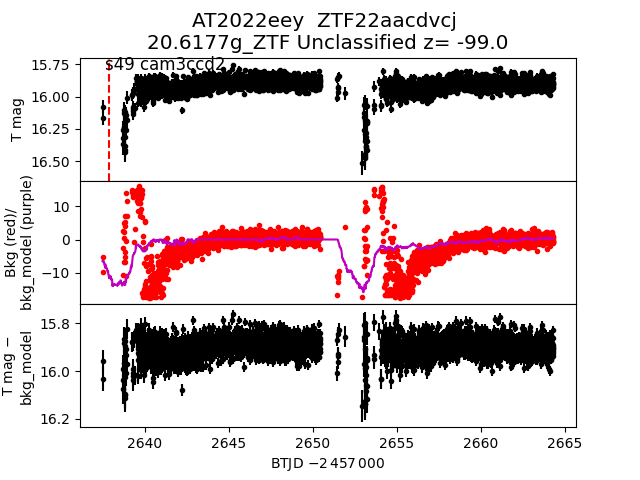 AT2022eey  ZTF22aacdvcj
20.6177g_ZTF Unclassified z= -99.0
s49 cam3ccd2
15.75
16.00
16.25
16.50
T mag
10
0
−10
Bkg (red)/
bkg_model (purple)
15.8
16.0
16.2
T mag −
bkg_model
2640
2645
2650
2655
2660
2665
BTJD −2 457 000